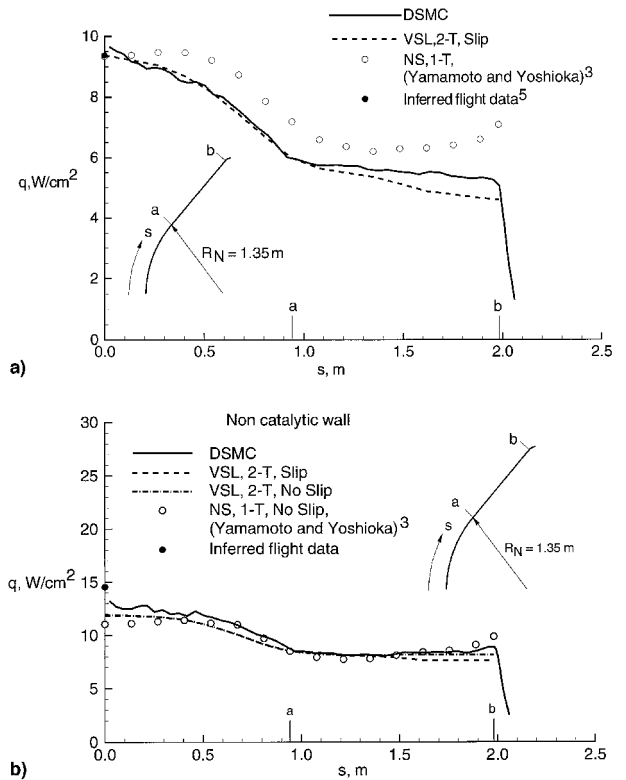 DSMC
VSL,2-T, Slip
NS,1-T,
(Yamamoto and Yoshioka)3
Inferred flight data5
10
8
6
4
2
0
q,W/cm2
b
a
s
RN = 1.35 m
a
b
0.0
0.5
1.0
1.5
2.0
2.5
s, m
a)
Non catalytic wall
DSMC
VSL, 2-T, Slip
VSL, 2-T, No Slip
NS, 1-T, No Slip,
(Yamamoto and Yoshioka)3
Inferred flight data
30
25
20
15
10
5
0
q, W/cm2
b
a
s
RN = 1.35 m
a
b
0.0
0.5
1.0
1.5
2.0
2.5
s, m
b)